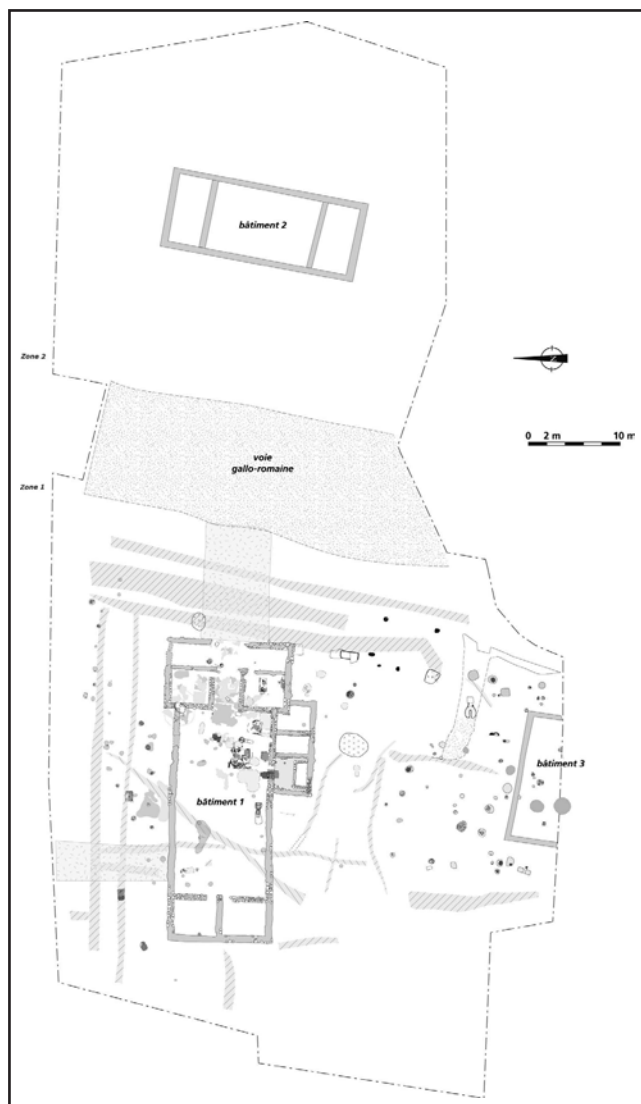 bâtiment 2
Zone 2
0 2 m 10 m
voie
gallo-romaine
Zone 1
bâtiment 3
bâtiment 1